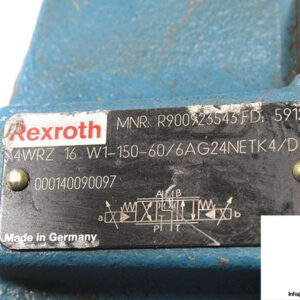 Rexroth
MNR: R900923543 FD: 591
4WRZ 16 W1-150-60/6AG24NETK4/D
000140090097
A B
a b
P T
Made in Germany